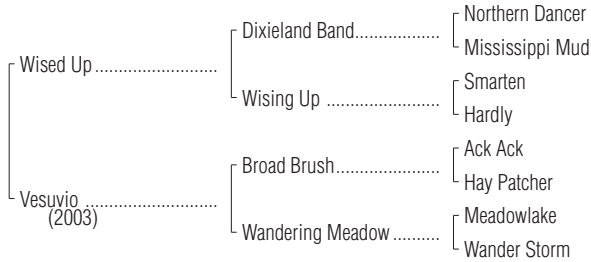 Northern Dancer
Dixieland Band
Mississippi Mud
Wised Up
Smarten
Wising Up
Hardly
Ack Ack
Broad Brush
Hay Patcher
Vesuvio
(2003)
Meadowlake
Wandering Meadow
Wander Storm